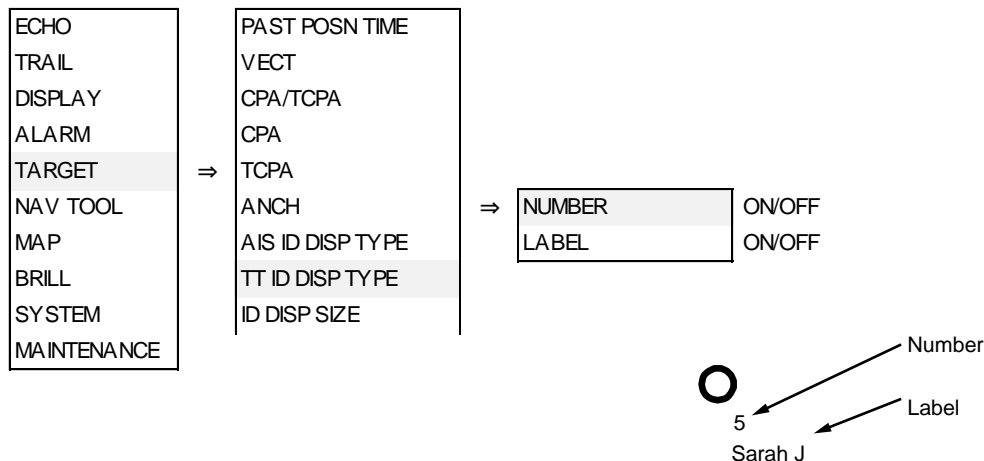 ECHO
TRAIL
DISPLAY
ALARM
TARGET
NAV TOOL
MAP
BRILL
SYSTEM
MAINTENANCE
⇒
PAST POSN TIME
VECT
CPA/TCPA
CPA
TCPA
ANCH
AIS ID DISP TYPE
TT ID DISP TYPE
ID DISP SIZE
⇒
NUMBER ON/OFF
LABEL ON/OFF
Number
5
Label
Sarah J